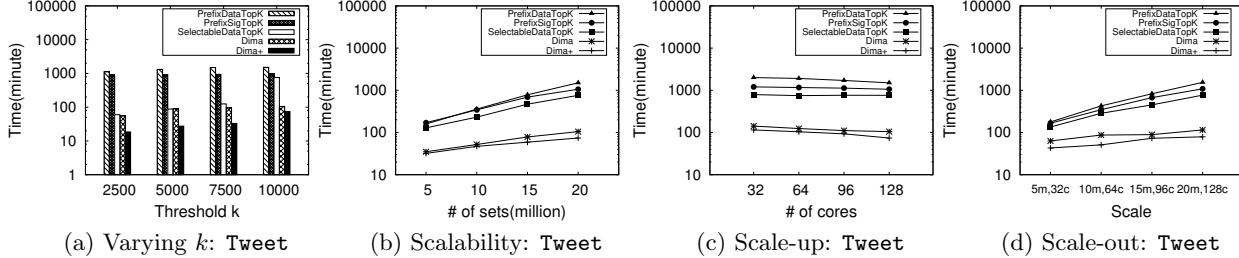 PrefixDataTopK
PrefixSigTopK
SelectableDataTopK
Dima
Dima+
Time(minute)
100000
10000
1000
100
10
1
2500 5000 7500 10000
Threshold k
(a) Varying k: Tweet
PrefixDataTopK
PrefixSigTopK
SelectableDataTopK
Dima
Dima+
Time(minute)
100000
10000
1000
100
10
5 10 15 20
# of sets(million)
(b) Scalability: Tweet
PrefixDataTopK
PrefixSigTopK
SelectableDataTopK
Dima
Dima+
Time(minute)
100000
10000
1000
100
10
32 64 96 128
# of cores
(c) Scale-up: Tweet
PrefixDataTopK
PrefixSigTopK
SelectableDataTopK
Dima
Dima+
Time(minute)
100000
10000
1000
100
10
5m,32c 10m,64c 15m,96c 20m,128c
Scale
(d) Scale-out: Tweet